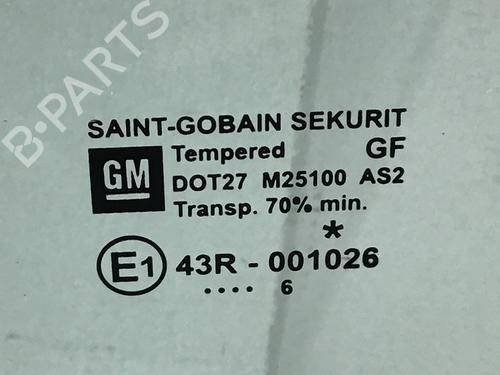 B-PARTS
SAINT-GOBAIN SEKURIT
GM Tempered GF
DOT27 M25100 AS2
Transp. 70% min.
*
E1 43R - 001026
.... 6